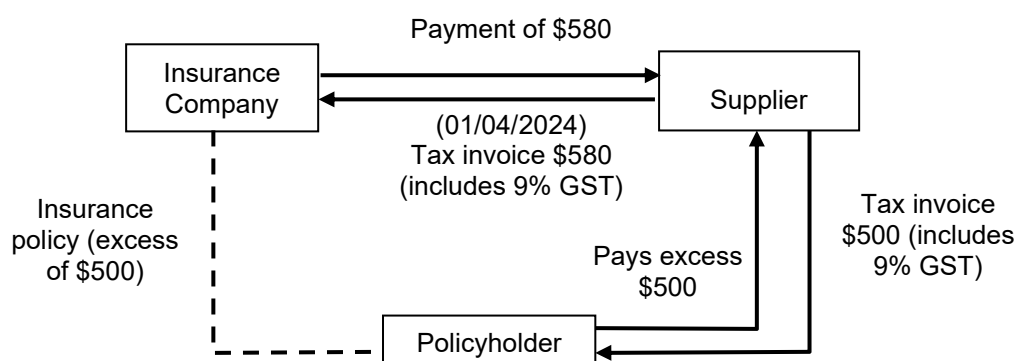 Payment of $580
Insurance
Company
Supplier
(01/04/2024)
Tax invoice $580
(includes 9% GST)
Insurance
policy (excess
of $500)
Tax invoice
$500 (includes
9% GST)
Pays excess
$500
Policyholder